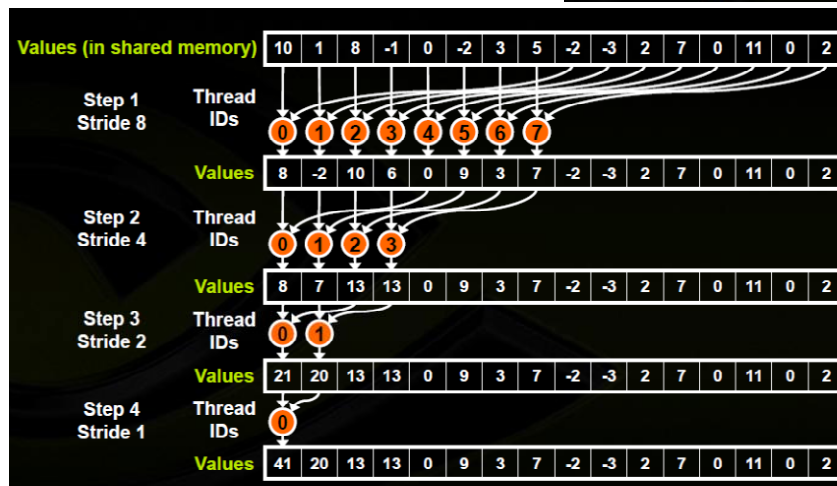 Values (in shared memory) 10 1 8 -1 0 -2 3 5 -2 -3 2 7 0 11 0 2
Step 1 Thread
Stride 8 IDs
0 1 2 3 4 5 6 7
Values 8 -2 10 6 0 9 3 7 -2 -3 2 7 0 11 0 2
Step 2 Thread
Stride 4 IDs
0 1 2 3
Values 8 7 13 13 0 9 3 7 -2 -3 2 7 0 11 0 2
Step 3 Thread
Stride 2 IDs
0 1
Values 21 20 13 13 0 9 3 7 -2 -3 2 7 0 11 0 2
Step 4 Thread
Stride 1 IDs
0
Values 41 20 13 13 0 9 3 7 -2 -3 2 7 0 11 0 2